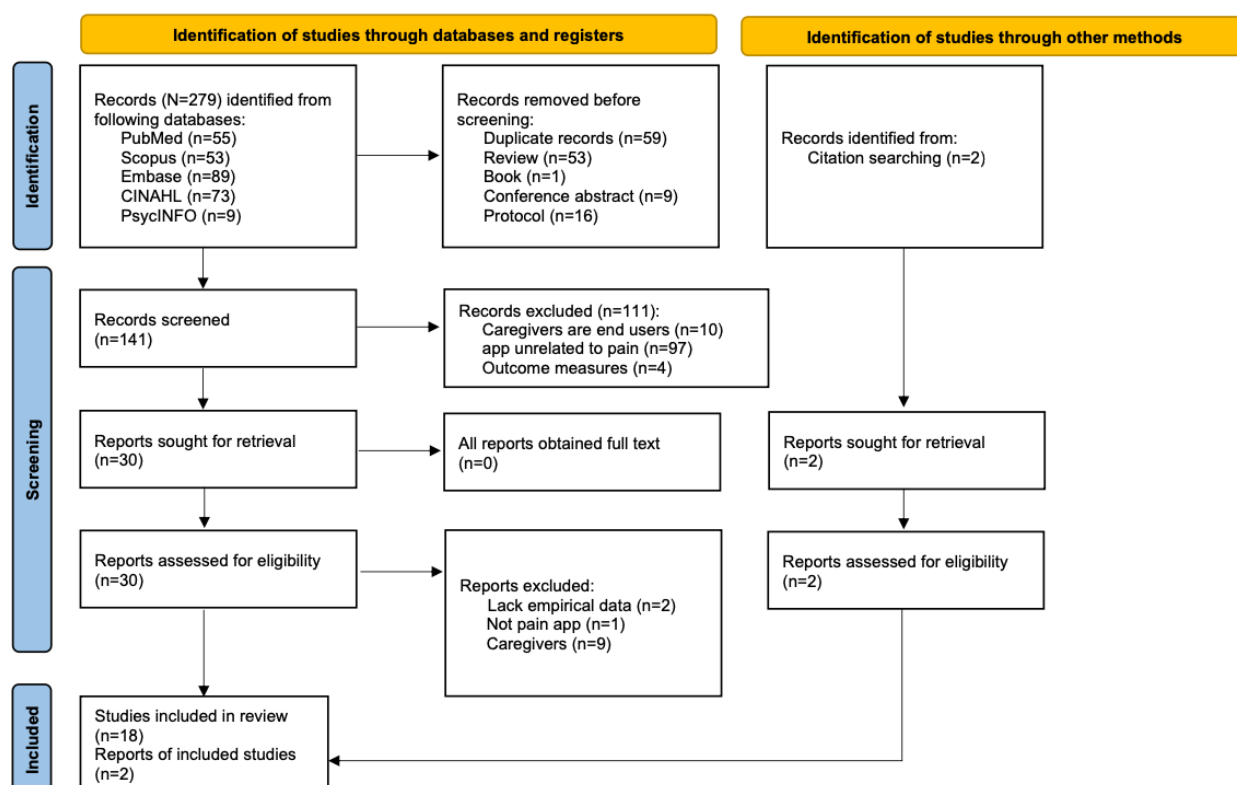 Identification of studies through databases and registers
Identification of studies through other methods
Identification
Records (N=279) identified from
following databases:
PubMed (n=55)
Scopus (n=53)
Embase (n=89)
CINAHL (n=73)
PsycINFO (n=9)
Records removed before
screening:
Duplicate records (n=59)
Review (n=53)
Book (n=1)
Conference abstract (n=9)
Protocol (n=16)
Records identified from:
Citation searching (n=2)
Screening
Records screened
(n=141)
Records excluded (n=111):
Caregivers are end users (n=10)
app unrelated to pain (n=97)
Outcome measures (n=4)
Reports sought for retrieval
(n=30)
All reports obtained full text
(n=0)
Reports sought for retrieval
(n=2)
Reports assessed for eligibility
(n=30)
Reports excluded:
Lack empirical data (n=2)
Not pain app (n=1)
Caregivers (n=9)
Reports assessed for eligibility
(n=2)
Included
Studies included in review
(n=18)
Reports of included studies
(n=2)